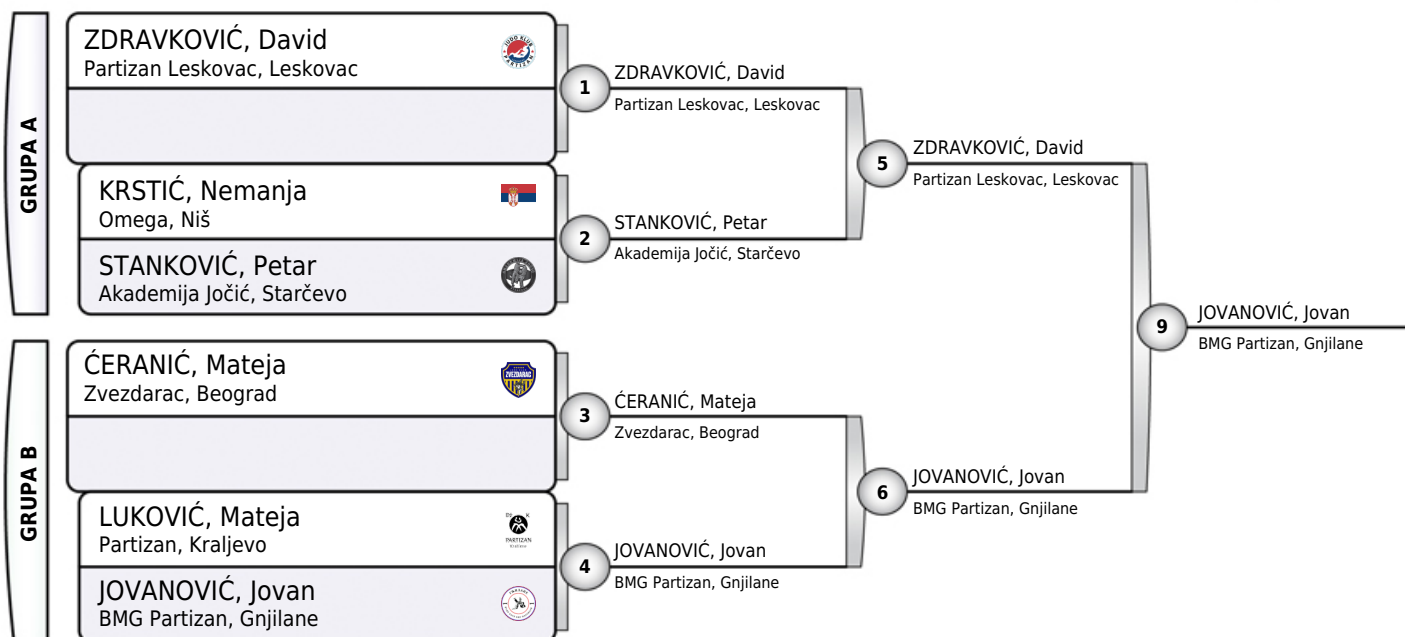 GRUPA A
ZDRAVKOVIĆ, David
Partizan Leskovac, Leskovac
KRSTIĆ, Nemanja
Omega, Niš
STANKOVIĆ, Petar
Akademija Jočić, Starčevo
GRUPA B
ĆERANIĆ, Mateja
Zvezdarac, Beograd
LUKOVIĆ, Mateja
Partizan, Kraljevo
PARTIZAN
JOVANOVIĆ, Jovan
BMG Partizan, Gnjilane
1
ZDRAVKOVIĆ, David
Partizan Leskovac, Leskovac
2
STANKOVIĆ, Petar
Akademija Jočić, Starčevo
3
ĆERANIĆ, Mateja
Zvezdarac, Beograd
4
JOVANOVIĆ, Jovan
BMG Partizan, Gnjilane
5
ZDRAVKOVIĆ, David
Partizan Leskovac, Leskovac
6
JOVANOVIĆ, Jovan
BMG Partizan, Gnjilane
9
JOVANOVIĆ, Jovan
BMG Partizan, Gnjilane